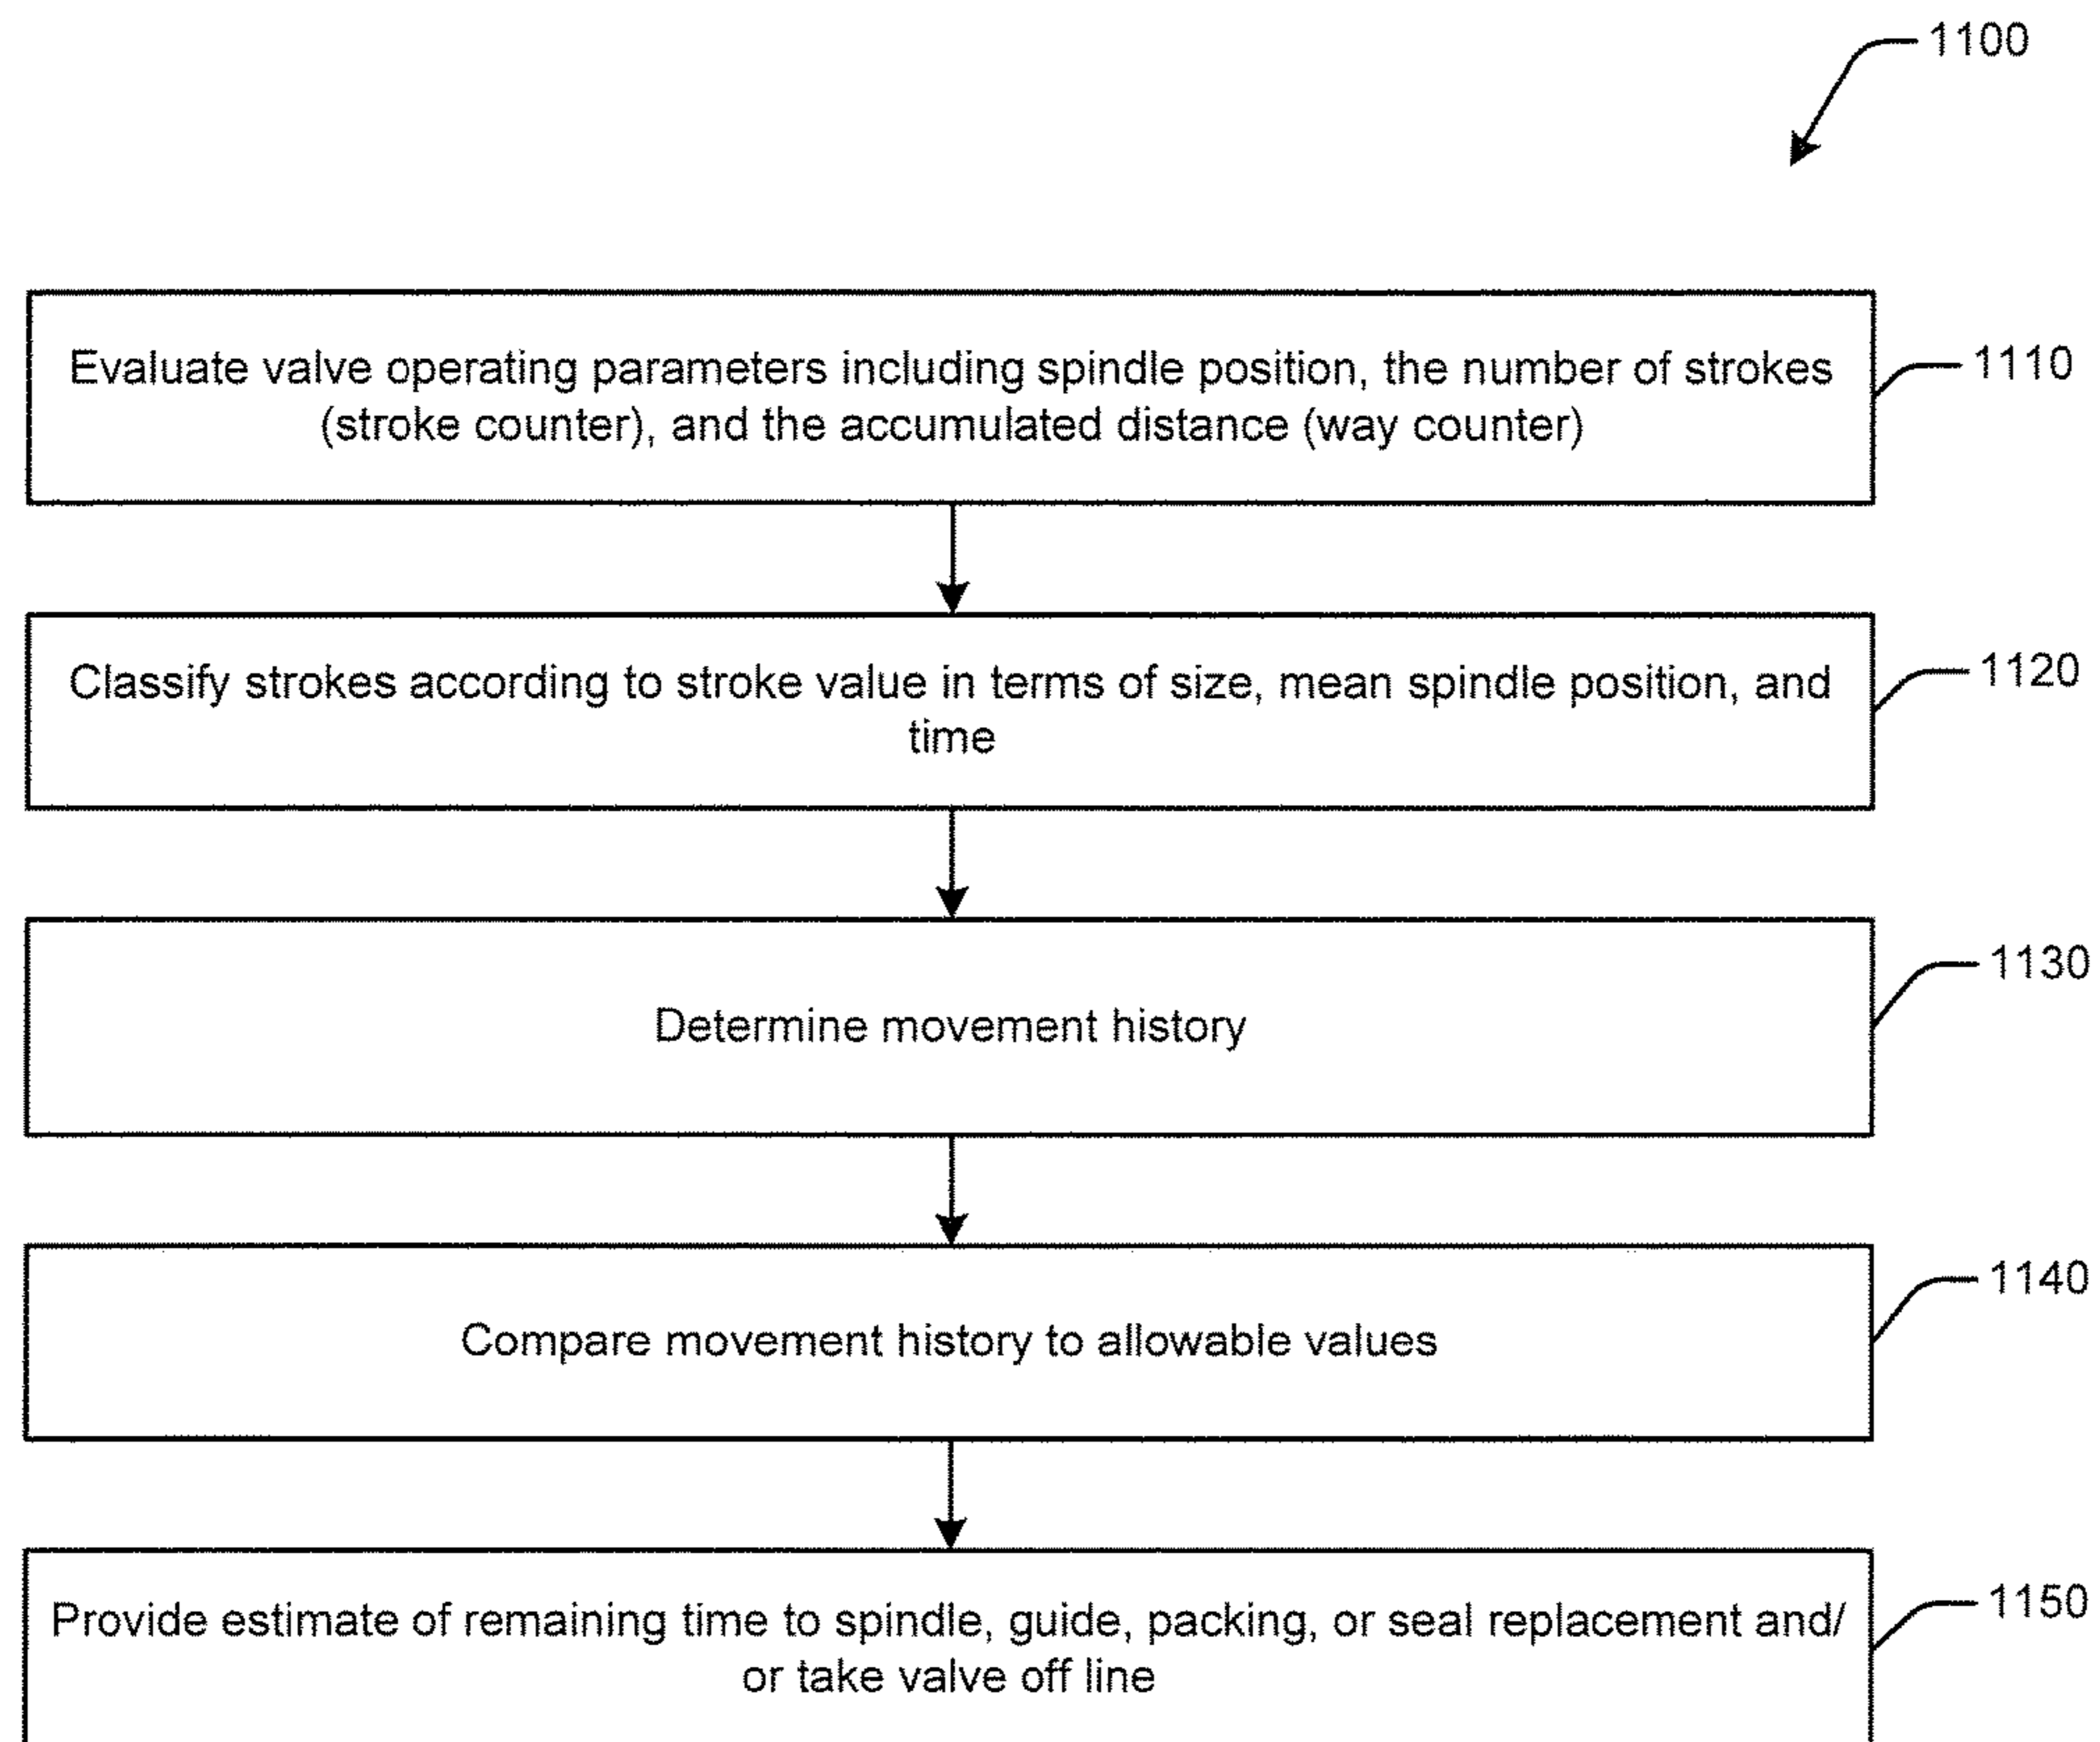 1100
Evaluate valve operating parameters including spindle position, the number of strokes
(stroke counter), and the accumulated distance (way counter)
1110
Classify strokes according to stroke value in terms of size, mean spindle position, and
time
1120
Determine movement history
1130
Compare movement history to allowable values
1140
Provide estimate of remaining time to spindle, guide, packing, or seal replacement and/
or take valve off line
1150